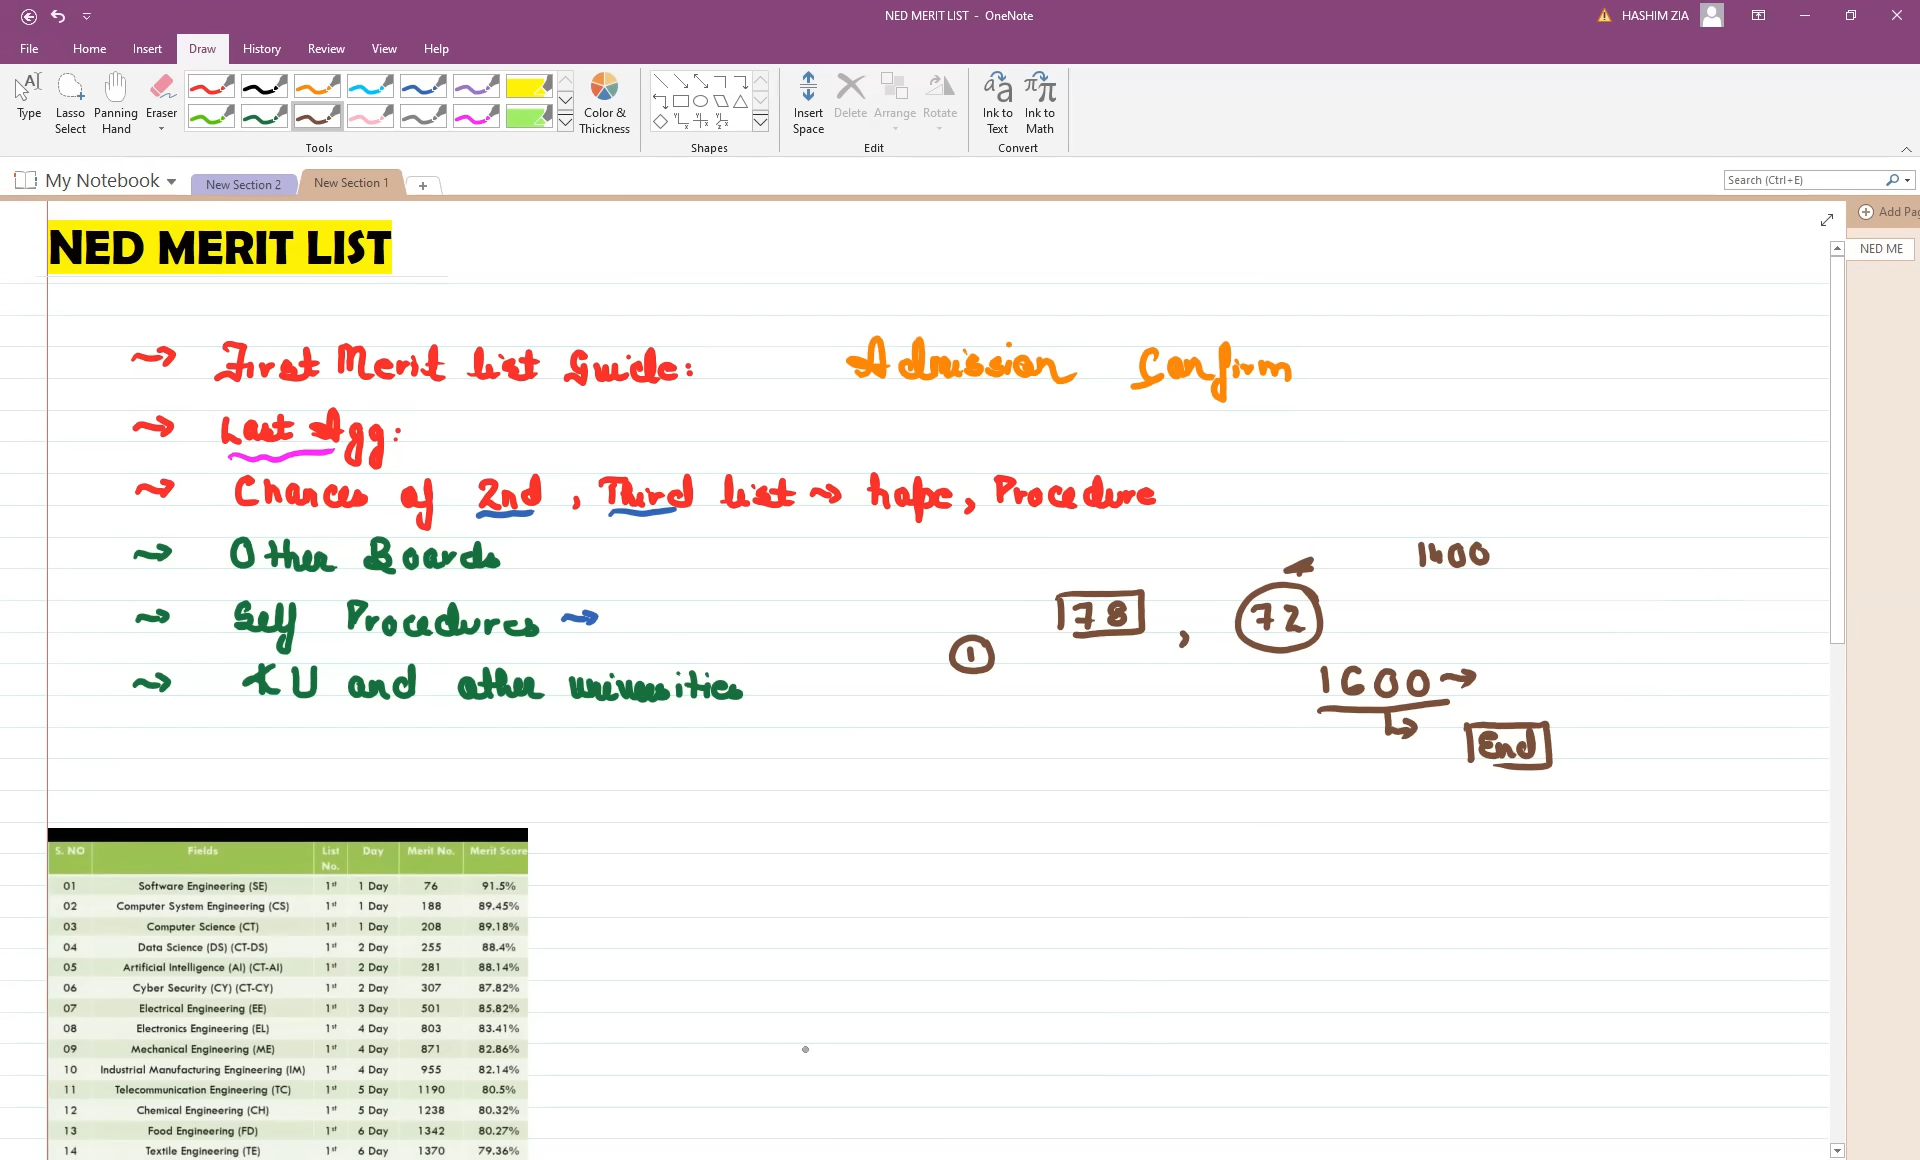 NED MERIT LIST - OneNote
HASHIM ZIA
File Home Insert Draw History Review View Help
Type
Lasso Select
Panning Hand
Eraser
Color & Thickness
Insert Space
Delete
Arrange
Rotate
Ink to Text
Ink to Math
Tools Shapes Edit Convert
My Notebook New Section 2 New Section 1 +
Search (Ctrl+E)
Add Pag
NED ME
NED MERIT LIST
→ First Merit list Guide: Admission Confirm
→ Last Agg:
→ Chances of 2nd, Third list → hope, Procedure
→ Other Boards
1400
→ Self Procedures →
① 78, 72
→ KU and other universities
1600 →
End
S. NO Fields List No. Day Merit No. Merit Score
01 Software Engineering (SE) 1st 1 Day 76 91.5%
02 Computer System Engineering (CS) 1st 1 Day 188 89.45%
03 Computer Science (CT) 1st 1 Day 208 89.18%
04 Data Science (DS) (CT-DS) 1st 2 Day 255 88.4%
05 Artificial Intelligence (AI) (CT-AI) 1st 2 Day 281 88.14%
06 Cyber Security (CY) (CT-CY) 1st 2 Day 307 87.82%
07 Electrical Engineering (EE) 1st 3 Day 501 85.82%
08 Electronics Engineering (EL) 1st 4 Day 803 83.41%
09 Mechanical Engineering (ME) 1st 4 Day 871 82.86%
10 Industrial Manufacturing Engineering (IM) 1st 4 Day 955 82.14%
11 Telecommunication Engineering (TC) 1st 5 Day 1190 80.5%
12 Chemical Engineering (CH) 1st 5 Day 1238 80.32%
13 Food Engineering (FD) 1st 6 Day 1342 80.27%
14 Textile Engineering (TE) 1st 6 Day 1370 79.36%